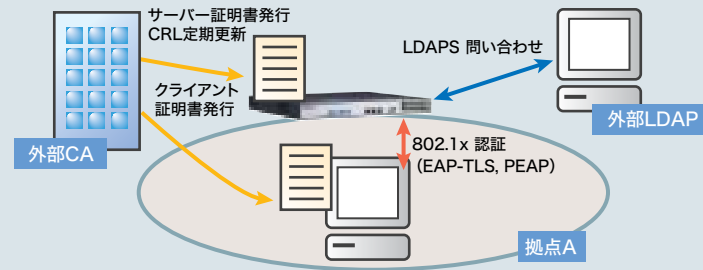 サーバー証明書発行
CRL定期更新
クライアント
証明書発行
外部CA
LDAPS 問い合わせ
外部LDAP
802.1x 認証
（EAP-TLS, PEAP）
拠点A